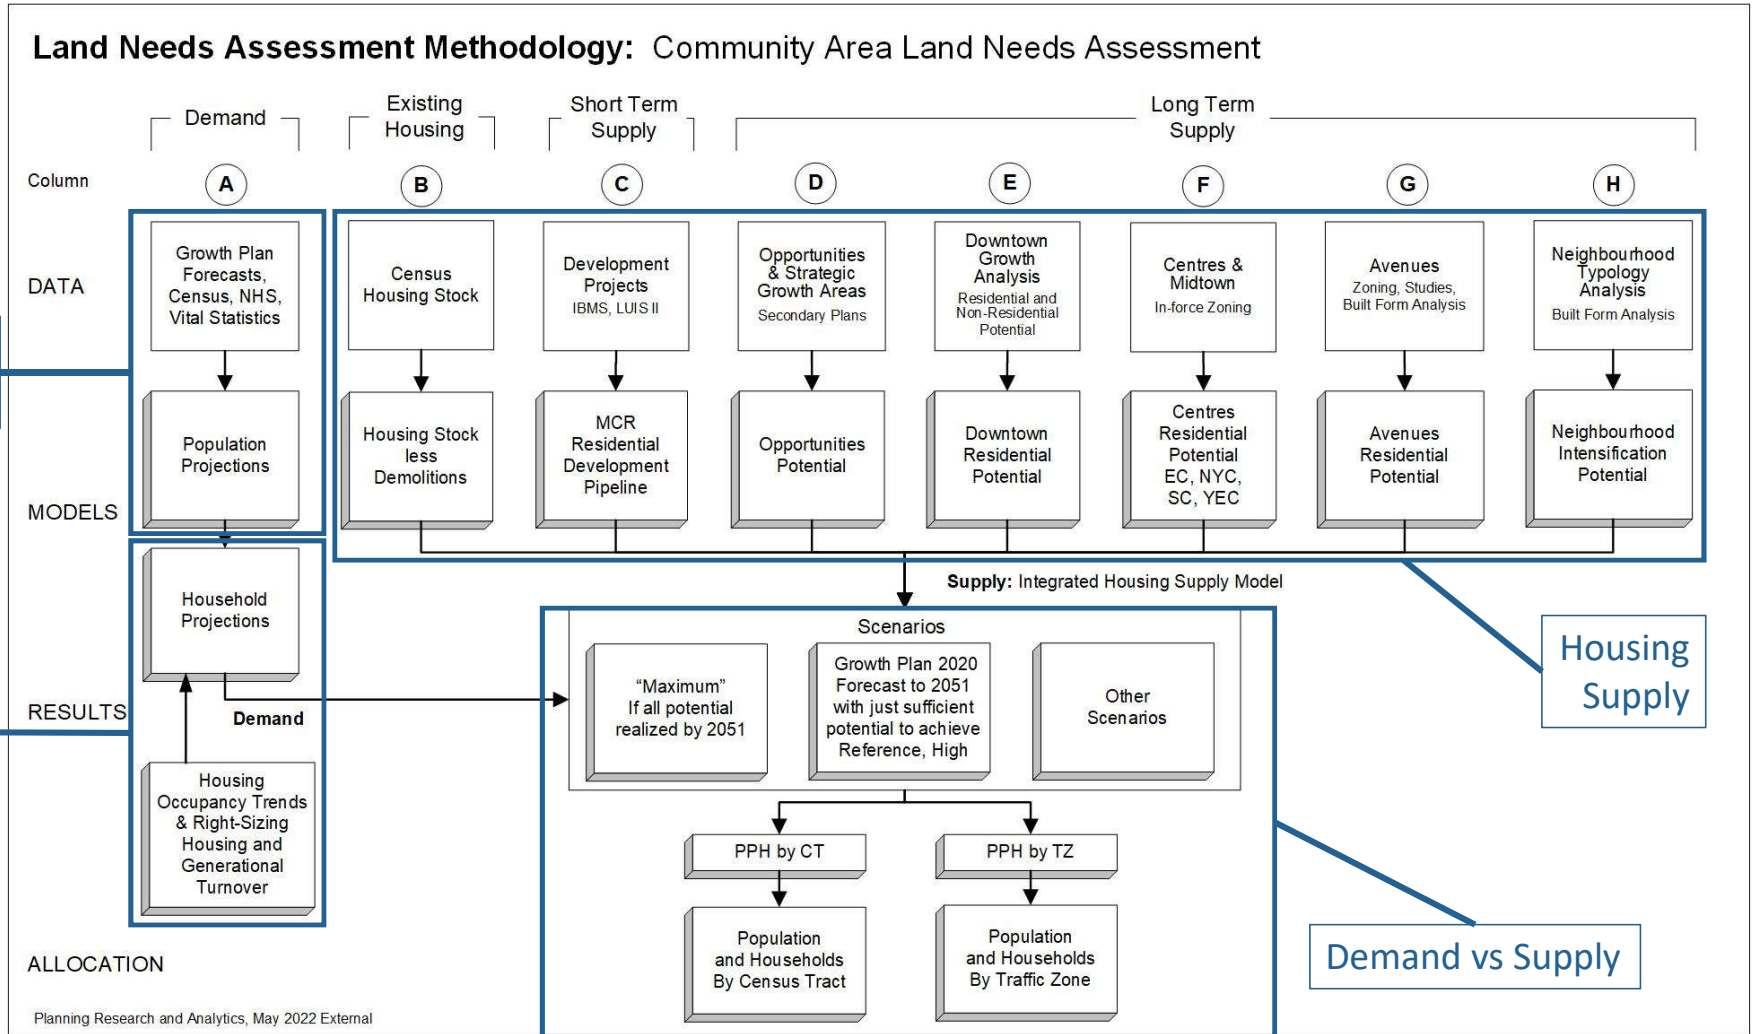 Land Needs Assessment Methodology: Community Area Land Needs Assessment
Demand
Existing
Housing
Short Term
Supply
Long Term
Supply
Column
A
B
C
D
E
F
G
H
DATA
Growth Plan
Forecasts,
Census, NHS,
Vital Statistics
Census
Housing Stock
Development
Projects
IBMS, LUIS II
Opportunities
& Strategic
Growth Areas
Secondary Plans
Downtown
Growth
Analysis
Residential and
Non-Residential
Potential
Centres &
Midtown
In-force Zoning
Avenues
Zoning, Studies,
Built Form Analysis
Neighbourhood
Typology
Analysis
Built Form Analysis
MODELS
Population
Projections
Housing Stock
less
Demolitions
MCR
Residential
Development
Pipeline
Opportunities
Potential
Downtown
Residential
Potential
Centres
Residential
Potential
EC, NYC,
SC, YEC
Avenues
Residential
Potential
Neighbourhood
Intensification
Potential
Supply: Integrated Housing Supply Model
Household
Projections
Housing
Supply
RESULTS
Demand
Scenarios
“Maximum”
If all potential
realized by 2051
Growth Plan 2020
Forecast to 2051
with just sufficient
potential to achieve
Reference, High
Other
Scenarios
Housing
Occupancy Trends
& Right-Sizing
Housing and
Generational
Turnover
PPH by CT
PPH by TZ
ALLOCATION
Population
and Households
By Census Tract
Population
and Households
By Traffic Zone
Demand vs Supply
Planning Research and Analytics, May 2022 External